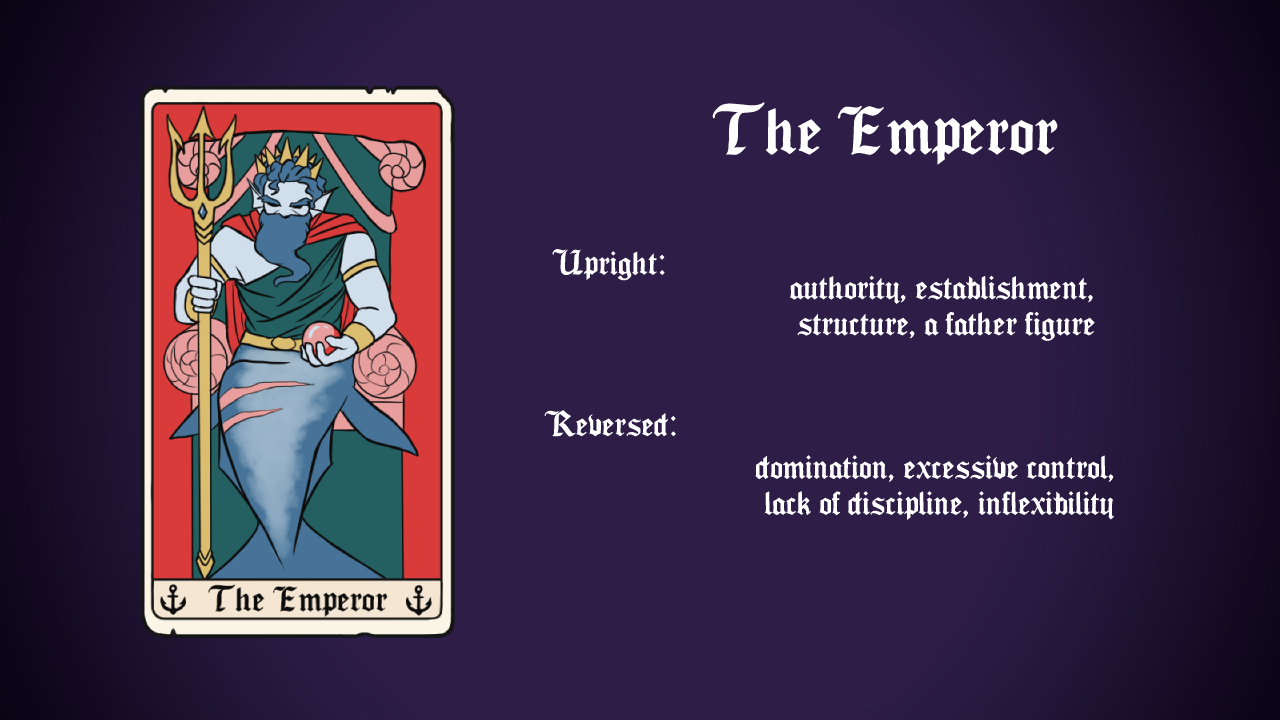 The Emperor
Upright:
authority, establishment,
structure, a father figure
Reversed:
domination, excessive control,
lack of discipline, inflexibility
The Emperor